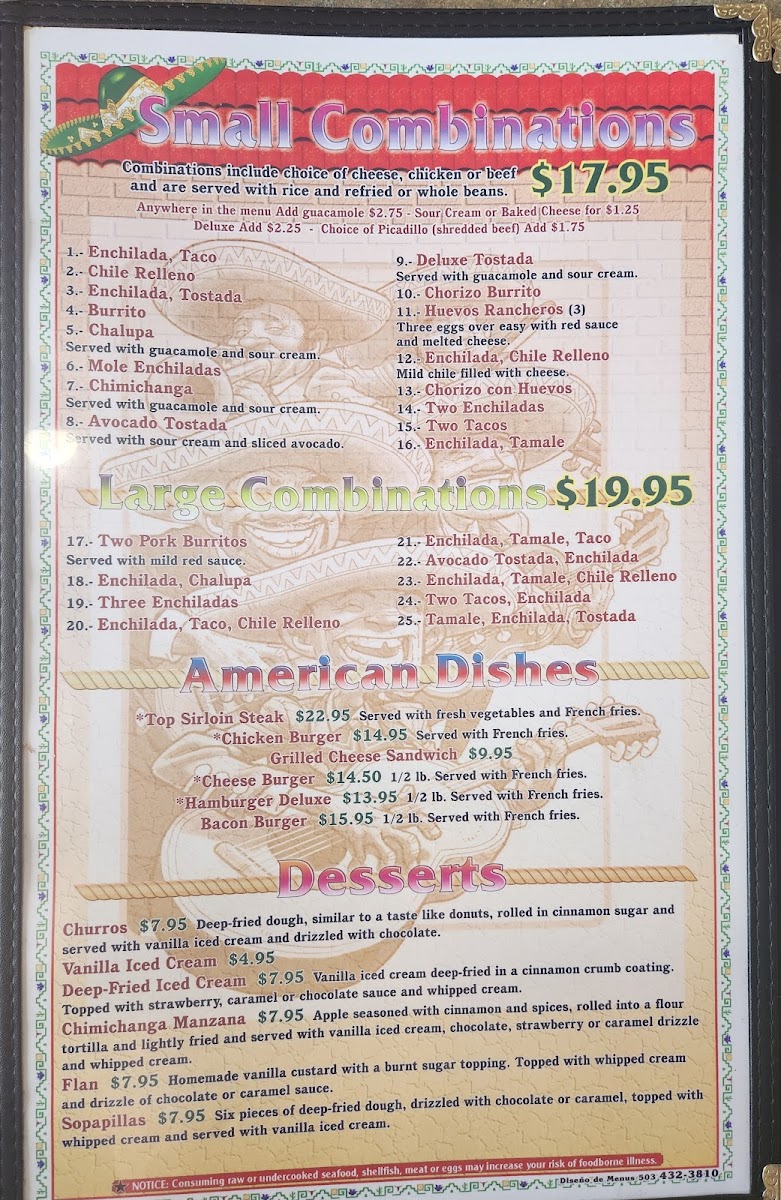 Small Combinations
Combinations include choice of cheese, chicken or beef
and are served with rice and refried or whole beans.
$17.95
Anywhere in the menu Add guacamole $2.75 - Sour Cream or Baked Cheese for $1.25
Deluxe Add $2.25 - Choice of Picadillo (shredded beef) Add $1.75
1.- Enchilada, Taco
2.- Chile Relleno
3.- Enchilada, Tostada
4.- Burrito
5.- Chalupa
Served with guacamole and sour cream.
6.- Mole Enchiladas
7.- Chimichanga
Served with guacamole and sour cream.
8.- Avocado Tostada
Served with sour cream and sliced avocado.
9.- Deluxe Tostada
Served with guacamole and sour cream.
10.- Chorizo Burrito
11.- Huevos Rancheros (3)
Three eggs over easy with red sauce
and melted cheese.
12.- Enchilada, Chile Relleno
Mild chile filled with cheese.
13.- Chorizo con Huevos
14.- Two Enchiladas
15.- Two Tacos
16.- Enchilada, Tamale
Large Combinations $19.95
17.- Two Pork Burritos
Served with mild red sauce.
18.- Enchilada, Chalupa
19.- Three Enchiladas
20.- Enchilada, Taco, Chile Relleno
21.- Enchilada, Tamale, Taco
22.- Avocado Tostada, Enchilada
23.- Enchilada, Tamale, Chile Relleno
24.- Two Tacos, Enchilada
25.- Tamale, Enchilada, Tostada
American Dishes
*Top Sirloin Steak $22.95 Served with fresh vegetables and French fries.
*Chicken Burger $14.95 Served with French fries.
Grilled Cheese Sandwich $9.95
*Cheese Burger $14.50 1/2 lb. Served with French fries.
*Hamburger Deluxe $13.95 1/2 lb. Served with French fries.
Bacon Burger $15.95 1/2 lb. Served with French fries.
Desserts
Churros $7.95 Deep-fried dough, similar to a taste like donuts, rolled in cinnamon sugar and
served with vanilla iced cream and drizzled with chocolate.
Vanilla Iced Cream $4.95
Deep-Fried Iced Cream $7.95 Vanilla iced cream deep-fried in a cinnamon crumb coating.
Topped with strawberry, caramel or chocolate sauce and whipped cream.
Chimichanga Manzana $7.95 Apple seasoned with cinnamon and spices, rolled into a flour
tortilla and lightly fried and served with vanilla iced cream, chocolate, strawberry or caramel drizzle
and whipped cream.
Flan $7.95 Homemade vanilla custard with a burnt sugar topping. Topped with whipped cream
and drizzle of chocolate or caramel sauce.
Sopapillas $7.95 Six pieces of deep-fried dough, drizzled with chocolate or caramel, topped with
whipped cream and served with vanilla iced cream.
NOTICE: Consuming raw or undercooked seafood, shellfish, meat or eggs may increase your risk of foodborne illness.
Diseño de Menus 503 432-3810